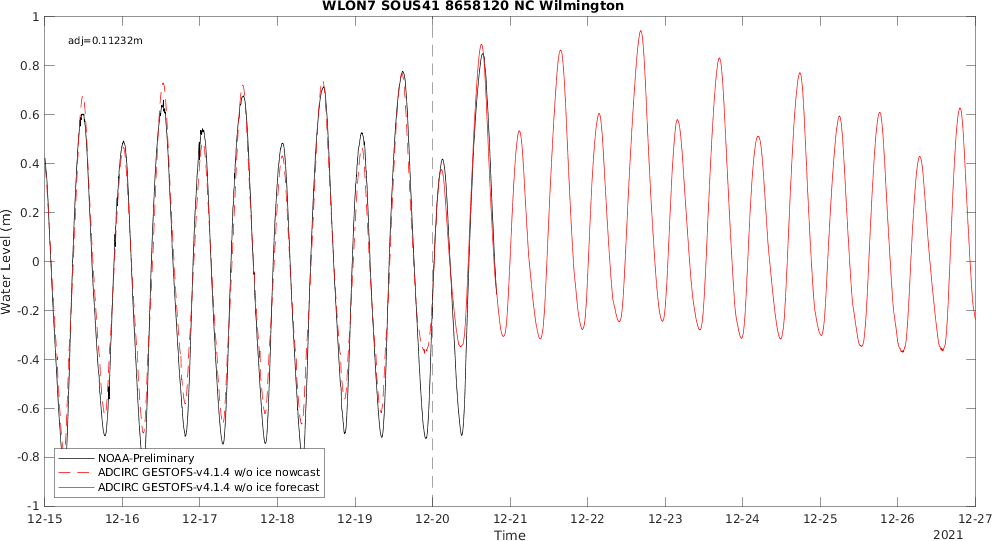 WLON7 SOUS41 8658120 NC Wilmington
adj=0.11232m
Water Level (m)
1
0.8
0.6
0.4
0.2
0
-0.2
-0.4
-0.6
-0.8
-1
NOAA-Preliminary
ADCIRC GESTOFS-v4.1.4 w/o ice nowcast
ADCIRC GESTOFS-v4.1.4 w/o ice forecast
12-15 12-16 12-17 12-18 12-19 12-20 12-21 12-22 12-23 12-24 12-25 12-26 12-27
Time
2021